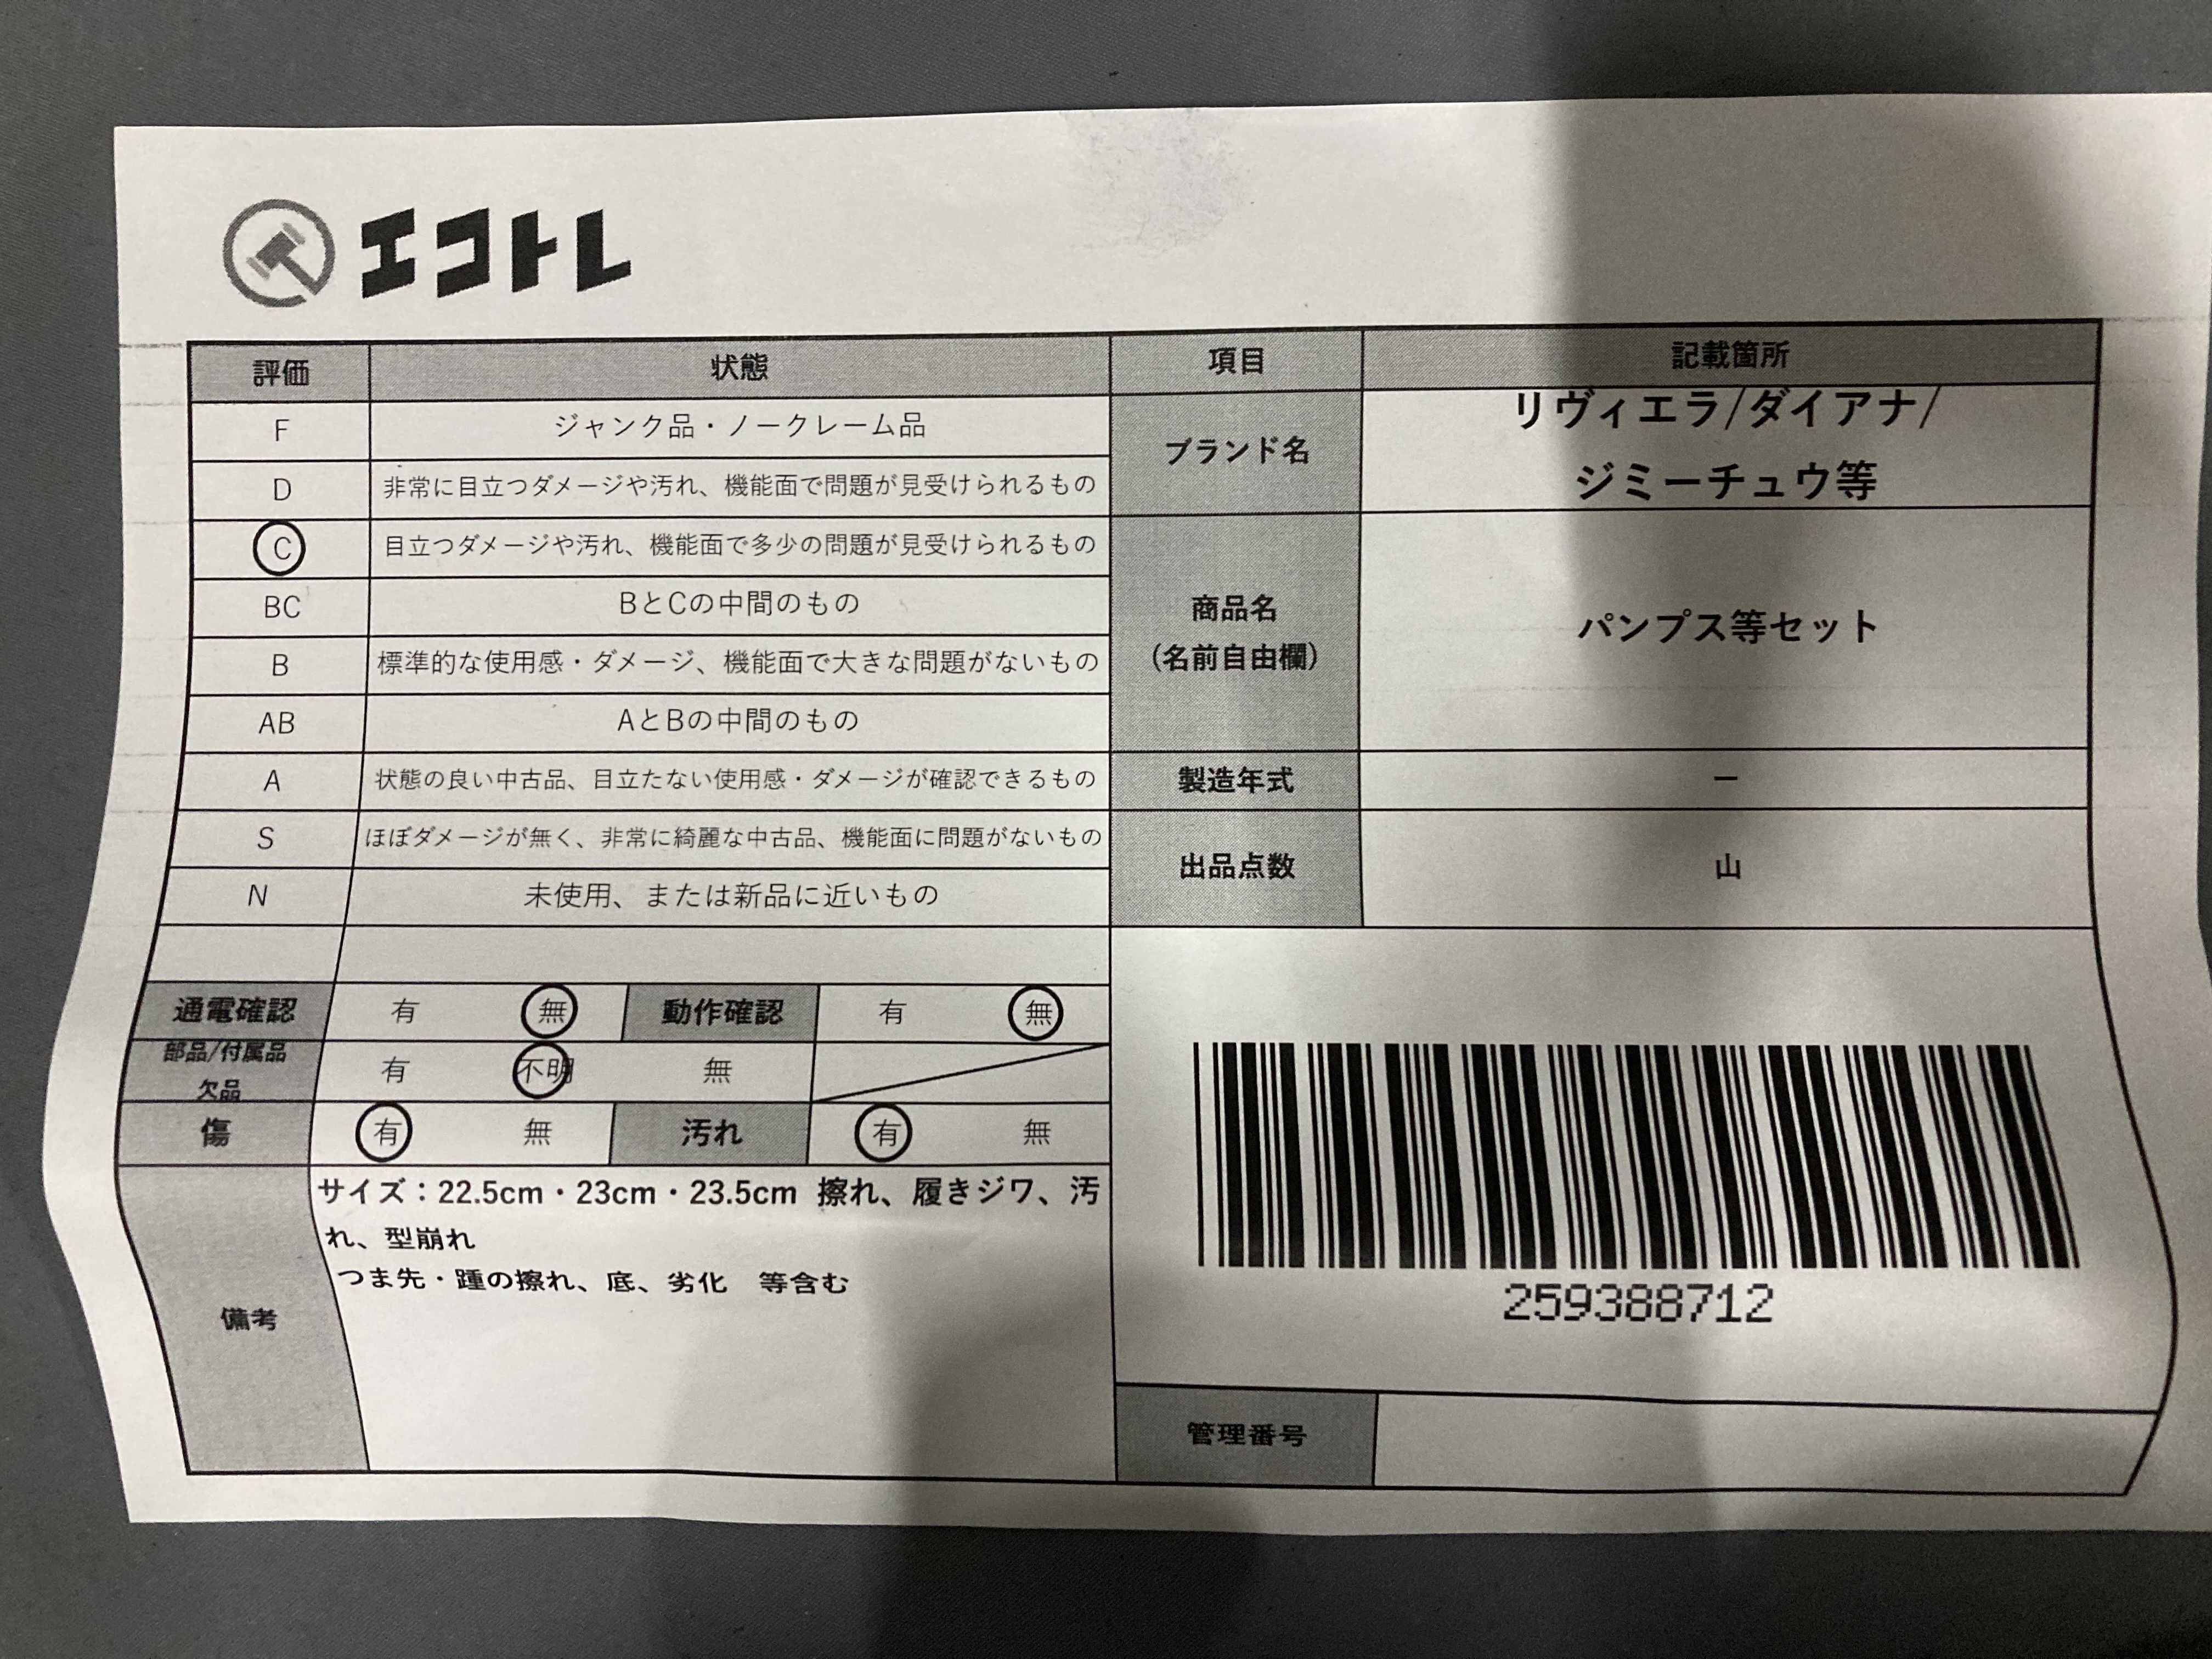 エコトレ
評価 状態 項目 記載箇所
F ジャンク品・ノークレーム品
D 非常に目立つダメージや汚れ、機能面で問題が見受けられるもの
C 目立つダメージや汚れ、機能面で多少の問題が見受けられるもの
BC BとCの中間のもの
B 標準的な使用感・ダメージ、機能面で大きな問題がないもの
AB AとBの中間のもの
A 状態の良い中古品、目立たない使用感・ダメージが確認できるもの
S ほぼダメージが無く、非常に綺麗な中古品、機能面に問題がないもの
N 未使用、または新品に近いもの
ブランド名 リヴィエラ/ダイアナ/
ジミーチュウ等
商品名
(名前自由欄)
パンプス等セット
製造年式 ー
出品点数 山
通電確認 有 無 動作確認 有 無
部品/付属品
欠品
有 不明 無
傷 有 無 汚れ 有 無
備考
サイズ：22.5cm・23cm・23.5cm 擦れ、履きジワ、汚
れ、型崩れ
つま先・踵の擦れ、底、劣化 等含む
259388712
管理番号